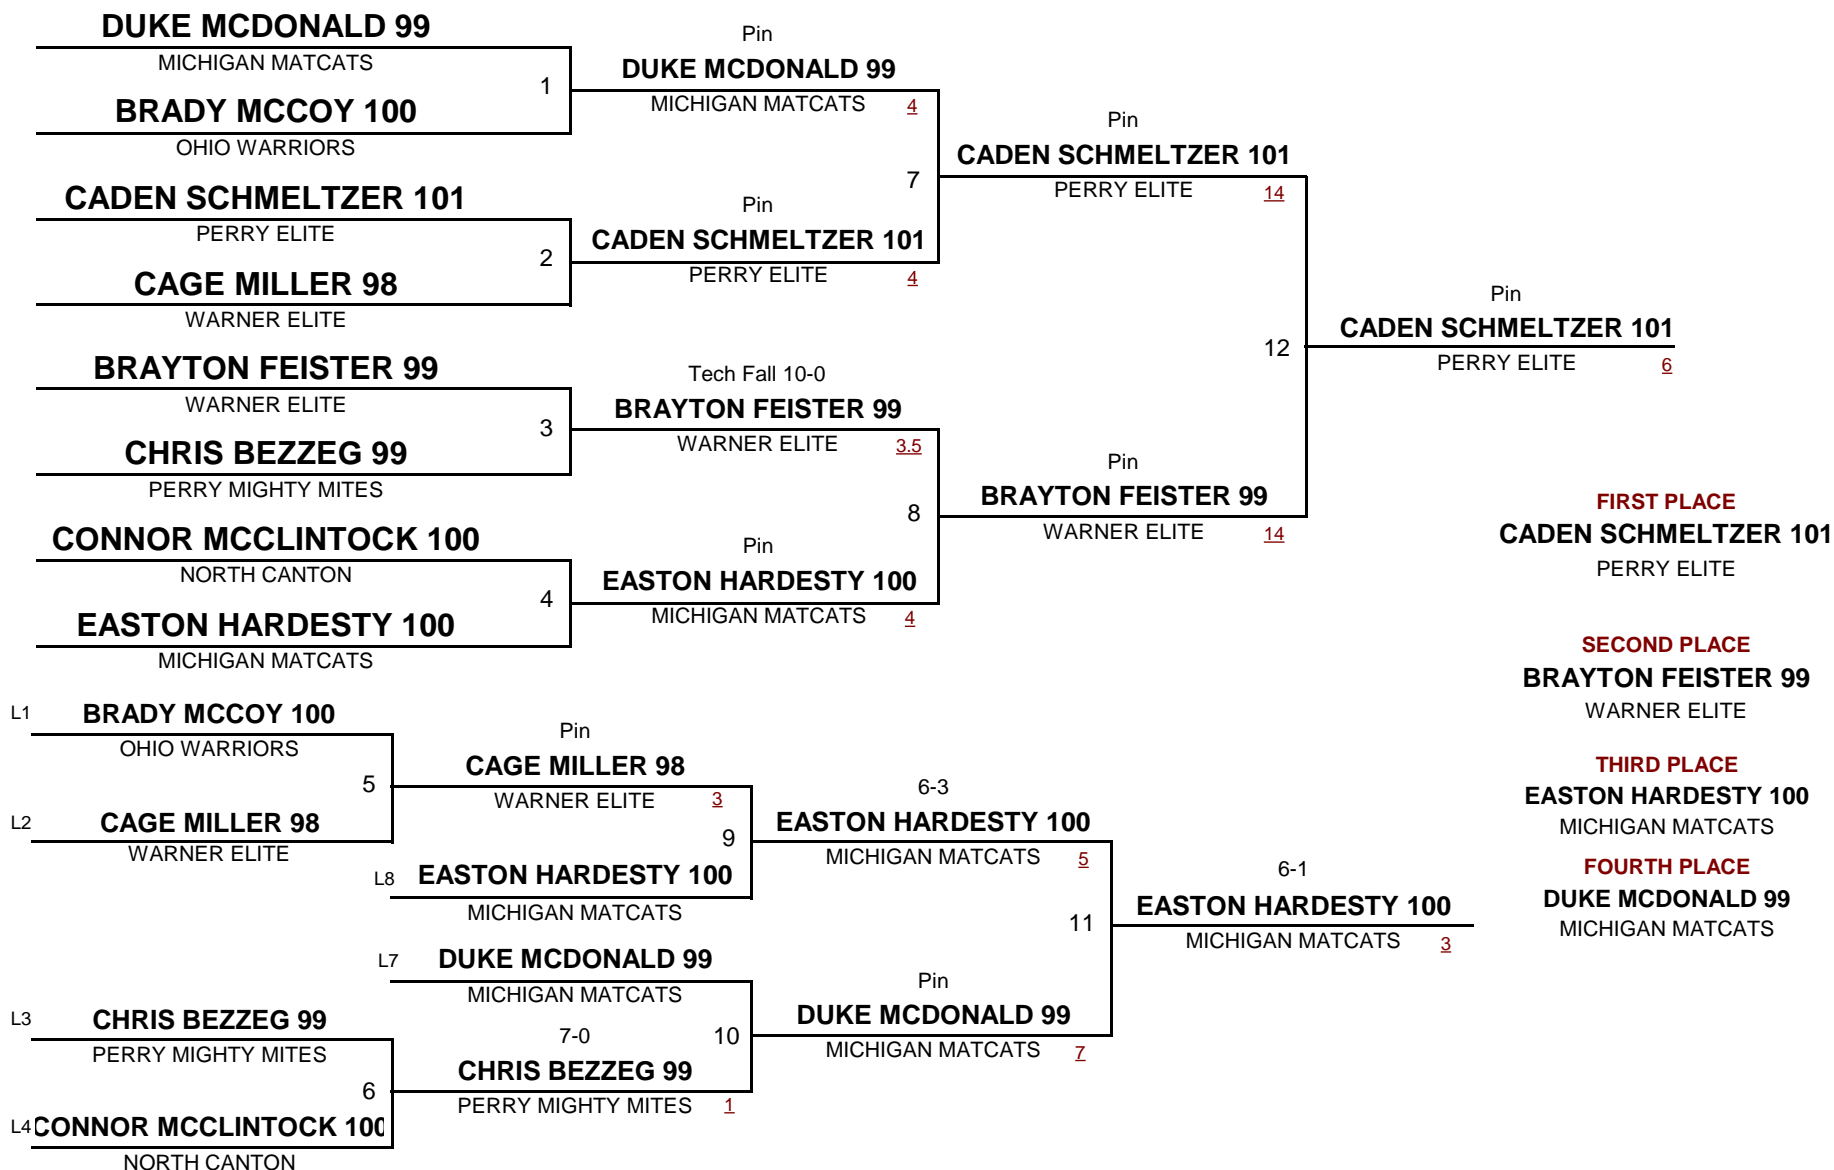 DUKE MCDONALD 99
MICHIGAN MATCATS
1
BRADY MCCOY 100
OHIO WARRIORS
CADEN SCHMELTZER 101
PERRY ELITE
2
CAGE MILLER 98
WARNER ELITE
BRAYTON FEISTER 99
WARNER ELITE
3
CHRIS BEZZEG 99
PERRY MIGHTY MITES
CONNOR MCCLINTOCK 100
NORTH CANTON
4
EASTON HARDESTY 100
MICHIGAN MATCATS
Pin
DUKE MCDONALD 99
MICHIGAN MATCATS 4
7
Pin
CADEN SCHMELTZER 101
PERRY ELITE 4
Tech Fall 10-0
BRAYTON FEISTER 99
WARNER ELITE 3.5
8
Pin
EASTON HARDESTY 100
MICHIGAN MATCATS 4
Pin
CADEN SCHMELTZER 101
PERRY ELITE 14
12
Pin
BRAYTON FEISTER 99
WARNER ELITE 14
Pin
CADEN SCHMELTZER 101
PERRY ELITE 6
FIRST PLACE
CADEN SCHMELTZER 101
PERRY ELITE
SECOND PLACE
BRAYTON FEISTER 99
WARNER ELITE
THIRD PLACE
EASTON HARDESTY 100
MICHIGAN MATCATS
FOURTH PLACE
DUKE MCDONALD 99
MICHIGAN MATCATS
L1 BRADY MCCOY 100
OHIO WARRIORS
5
L2 CAGE MILLER 98
WARNER ELITE
Pin
CAGE MILLER 98
WARNER ELITE 3
9
L8 EASTON HARDESTY 100
MICHIGAN MATCATS
L7 DUKE MCDONALD 99
MICHIGAN MATCATS
10
L3 CHRIS BEZZEG 99
PERRY MIGHTY MITES
6
L4 CONNOR MCCLINTOCK 100
NORTH CANTON
7-0
CHRIS BEZZEG 99
PERRY MIGHTY MITES 1
6-3
EASTON HARDESTY 100
MICHIGAN MATCATS 5
11
Pin
DUKE MCDONALD 99
MICHIGAN MATCATS 7
6-1
EASTON HARDESTY 100
MICHIGAN MATCATS 3